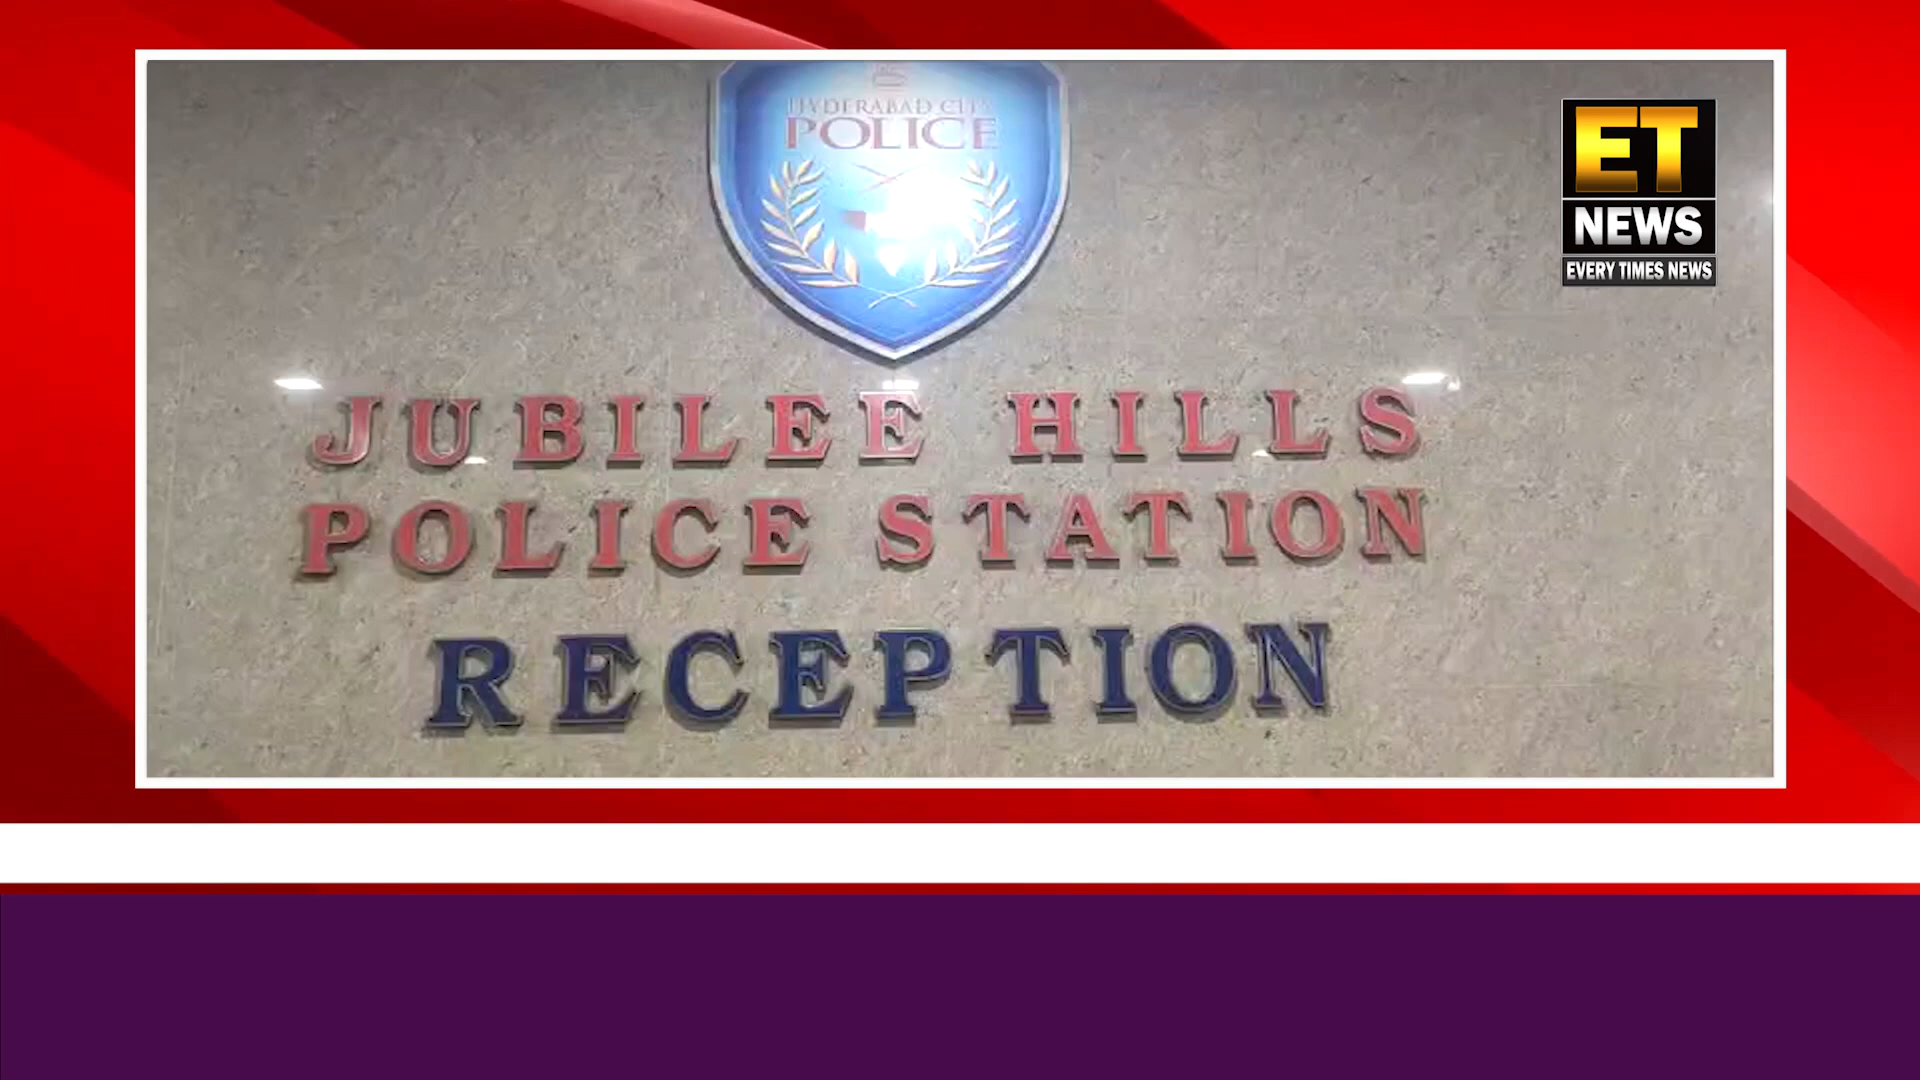 HYDERABAD CITY
POLICE
JUBILEE HILLS
POLICE STATION
RECEPTION
ET
NEWS
EVERY TIMES NEWS